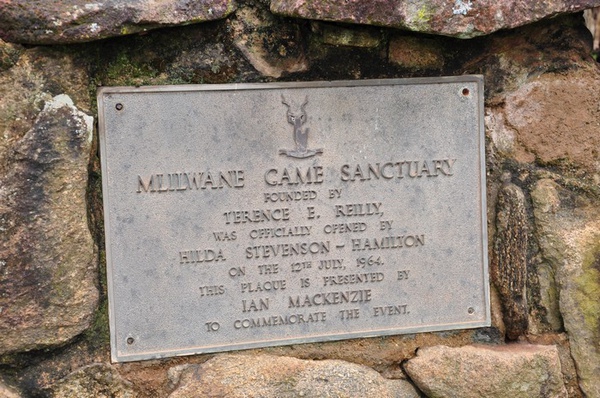 MLILWANE GAME SANCTUARY
FOUNDED BY
TERENCE E. REILLY,
WAS OFFICIALLY OPENED BY
HILDA STEVENSON-HAMILTON
ON THE 12TH JULY, 1964.
THIS PLAQUE IS PRESENTED BY
IAN MACKENZIE
TO COMMEMORATE THE EVENT.